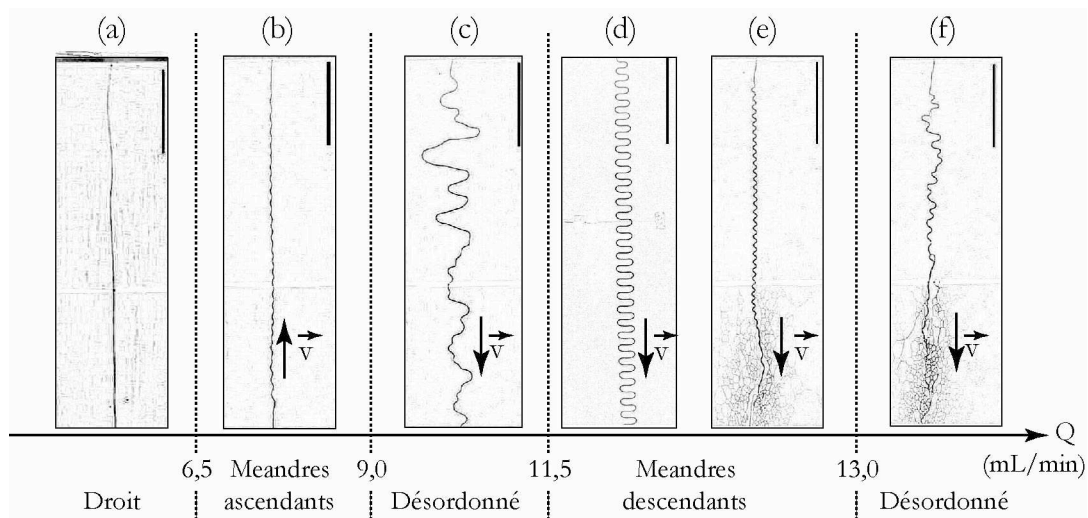 (a) (b) (c) (d) (e) (f)
v v v v v
Q
6,5 Meandres 9,0 11,5 Meandres 13,0 (mL/min)
Droit ascendants Désordonné descendants Désordonné